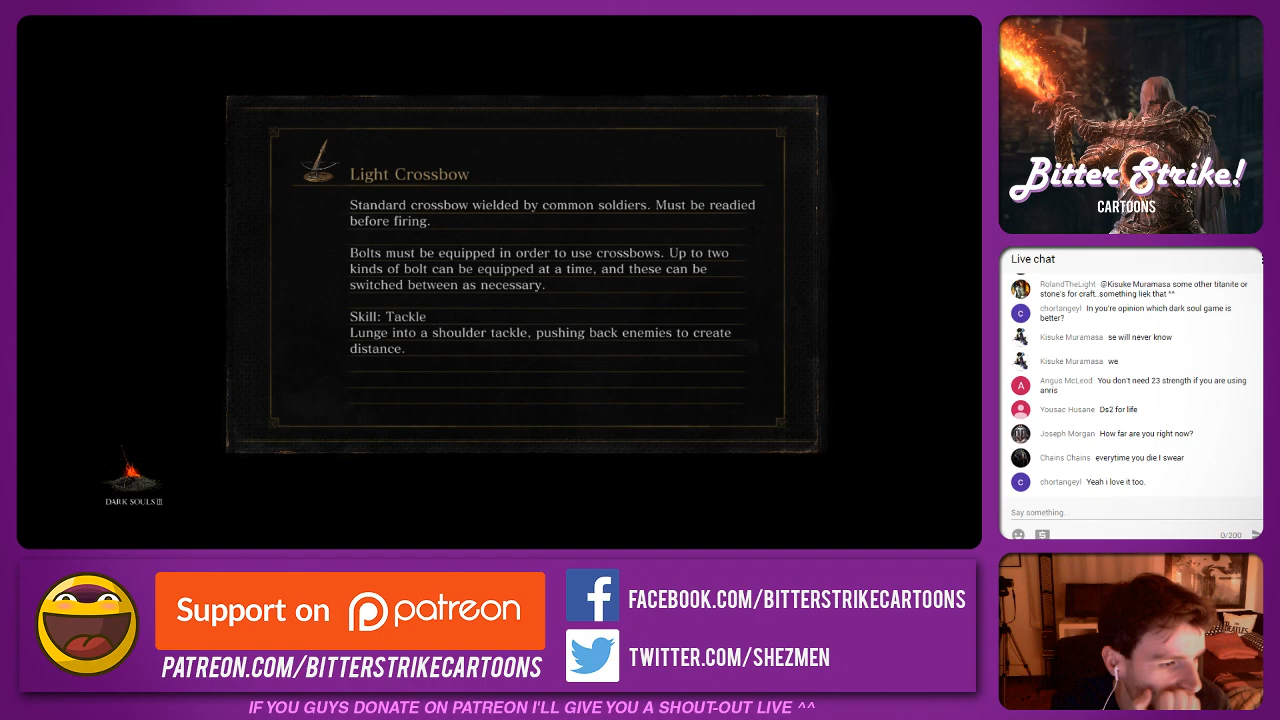 Light Crossbow
Standard crossbow wielded by common soldiers. Must be readied
before firing.
Bolts must be equipped in order to use crossbows. Up to two
kinds of bolt can be equipped at a time, and these can be
switched between as necessary.
Skill: Tackle
Lunge into a shoulder tackle, pushing back enemies to create
distance.
DARK SOULS III
Bitter Strike!
CARTOONS
Live chat
RolandTheLight @Kisuke Muramasa some other titanite or
stone's for craft..something liek that ^^
chortangeyl In you're opinion which dark soul game is
better?
Kisuke Muramasa se will never know
Kisuke Muramasa we
Angus McLeod You don't need 23 strength if you are using
anris
Yousac Husane Ds2 for life
Joseph Morgan How far are you right now?
Chains Chains everytime you die I swear
chortangeyl Yeah i love it too.
Say something...
0/200
Support on patreon
PATREON.COM/BITTERSTRIKECARTOONS
FACEBOOK.COM/BITTERSTRIKECARTOONS
TWITTER.COM/SHEZMEN
IF YOU GUYS DONATE ON PATREON I'LL GIVE YOU A SHOUT-OUT LIVE ^^